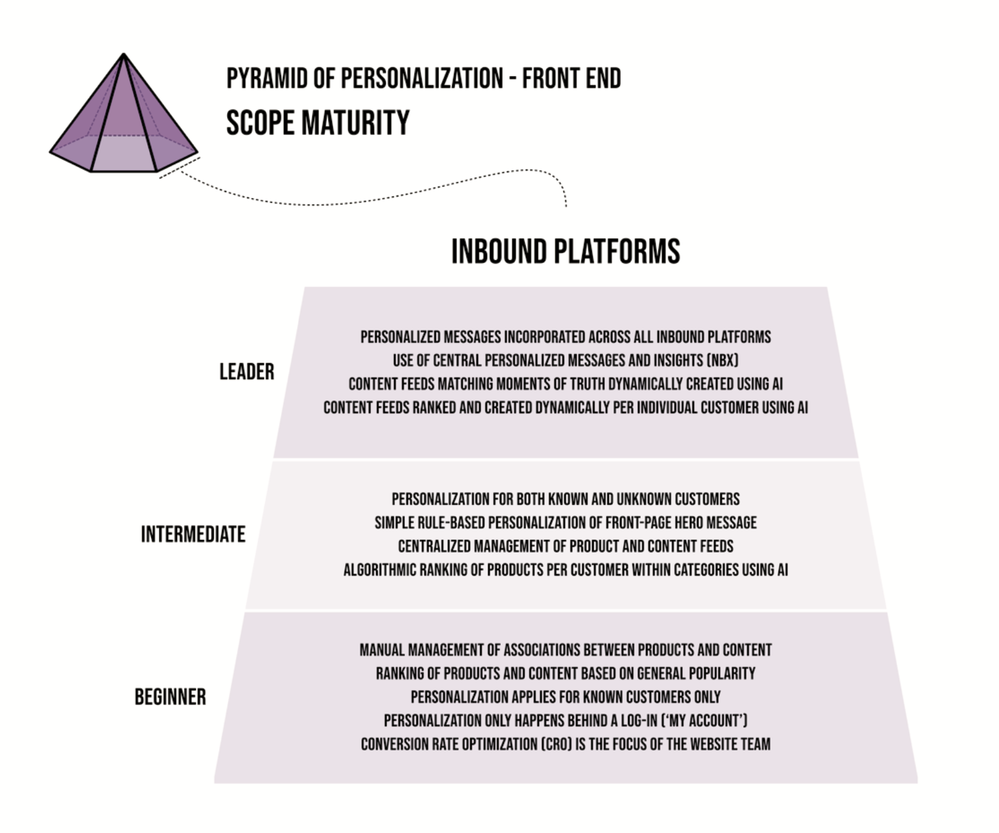 PYRAMID OF PERSONALIZATION - FRONT END
SCOPE MATURITY
INBOUND PLATFORMS
LEADER
PERSONALIZED MESSAGES INCORPORATED ACROSS ALL INBOUND PLATFORMS
USE OF CENTRAL PERSONALIZED MESSAGES AND INSIGHTS (NBX)
CONTENT FEEDS MATCHING MOMENTS OF TRUTH DYNAMICALLY CREATED USING AI
CONTENT FEEDS RANKED AND CREATED DYNAMICALLY PER INDIVIDUAL CUSTOMER USING AI
INTERMEDIATE
PERSONALIZATION FOR BOTH KNOWN AND UNKNOWN CUSTOMERS
SIMPLE RULE-BASED PERSONALIZATION OF FRONT-PAGE HERO MESSAGE
CENTRALIZED MANAGEMENT OF PRODUCT AND CONTENT FEEDS
ALGORITHMIC RANKING OF PRODUCTS PER CUSTOMER WITHIN CATEGORIES USING AI
BEGINNER
MANUAL MANAGEMENT OF ASSOCIATIONS BETWEEN PRODUCTS AND CONTENT
RANKING OF PRODUCTS AND CONTENT BASED ON GENERAL POPULARITY
PERSONALIZATION APPLIES FOR KNOWN CUSTOMERS ONLY
PERSONALIZATION ONLY HAPPENS BEHIND A LOG-IN (‘MY ACCOUNT’)
CONVERSION RATE OPTIMIZATION (CRO) IS THE FOCUS OF THE WEBSITE TEAM